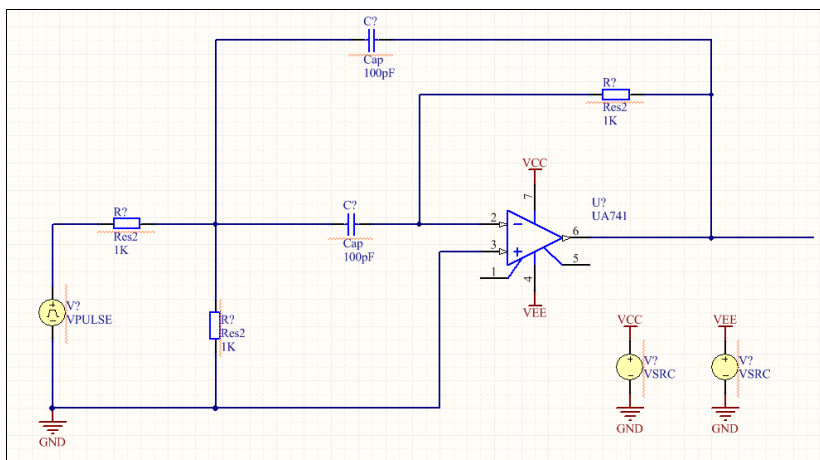 C?
Cap
100pF
R?
Res2
1K
VCC
7
U?
UA741
R?
Res2
1K
C?
Cap
100pF
2
3
6
1
5
4
VEE
V?
VPULSE
R?
Res2
1K
GND
VCC
V?
VSRC
GND
VEE
V?
VSRC
GND